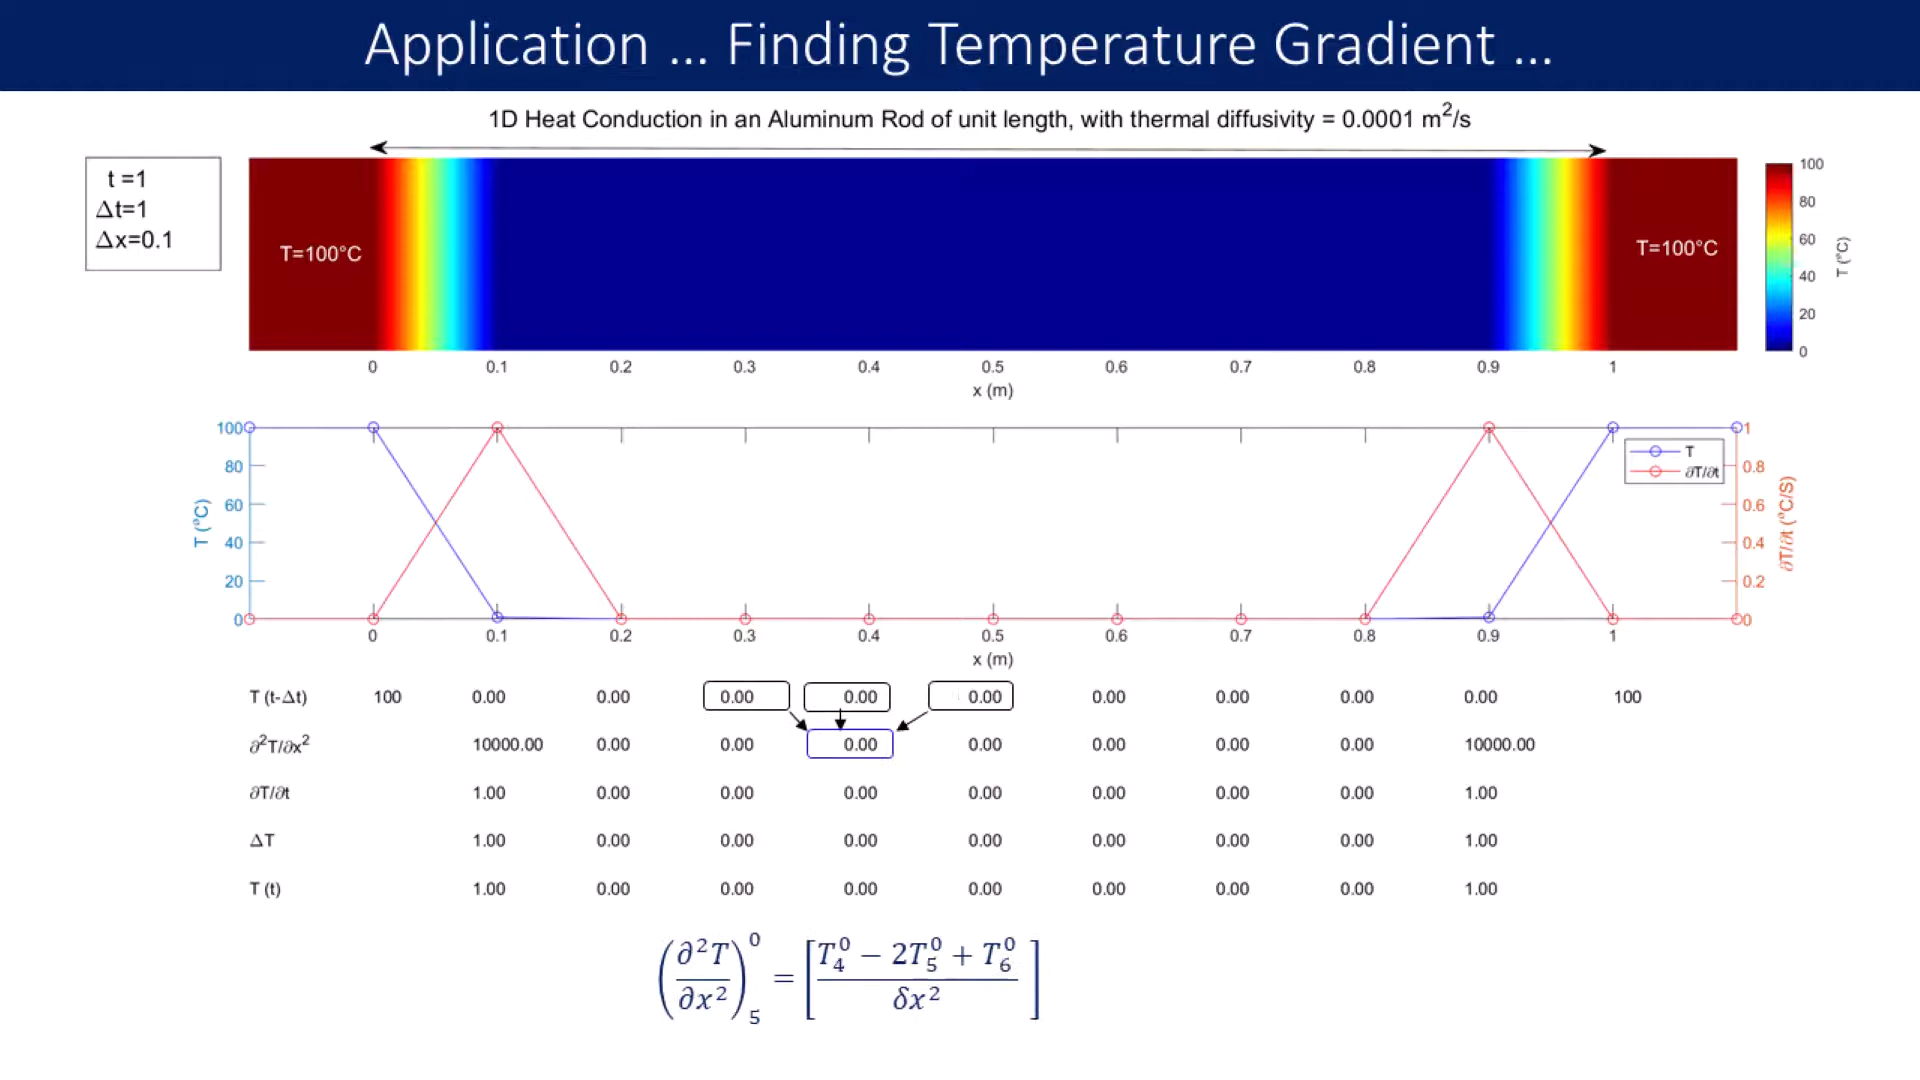 Application ... Finding Temperature Gradient ...
1D Heat Conduction in an Aluminum Rod of unit length, with thermal diffusivity = 0.0001 m²/s
t =1
Δt=1
Δx=0.1
T=100°C
T=100°C
100
80
60
40
20
0
T (°C)
0 0.1 0.2 0.3 0.4 0.5 0.6 0.7 0.8 0.9 1
x (m)
100
80
60
40
20
0
T (°C)
T
∂T/∂t
1
0.8
0.6
0.4
0.2
0
∂T/∂t (°C/S)
0 0.1 0.2 0.3 0.4 0.5 0.6 0.7 0.8 0.9 1
x (m)
T (t-Δt) 100 0.00 0.00 0.00 0.00 0.00 0.00 0.00 0.00 0.00 100
∂²T/∂x² 10000.00 0.00 0.00 0.00 0.00 0.00 0.00 0.00 10000.00
∂T/∂t 1.00 0.00 0.00 0.00 0.00 0.00 0.00 0.00 1.00
ΔT 1.00 0.00 0.00 0.00 0.00 0.00 0.00 0.00 1.00
T (t) 1.00 0.00 0.00 0.00 0.00 0.00 0.00 0.00 1.00
(∂²T/∂x²)₅⁰ = [(T₄⁰ − 2T₅⁰ + T₆⁰)/δx²]